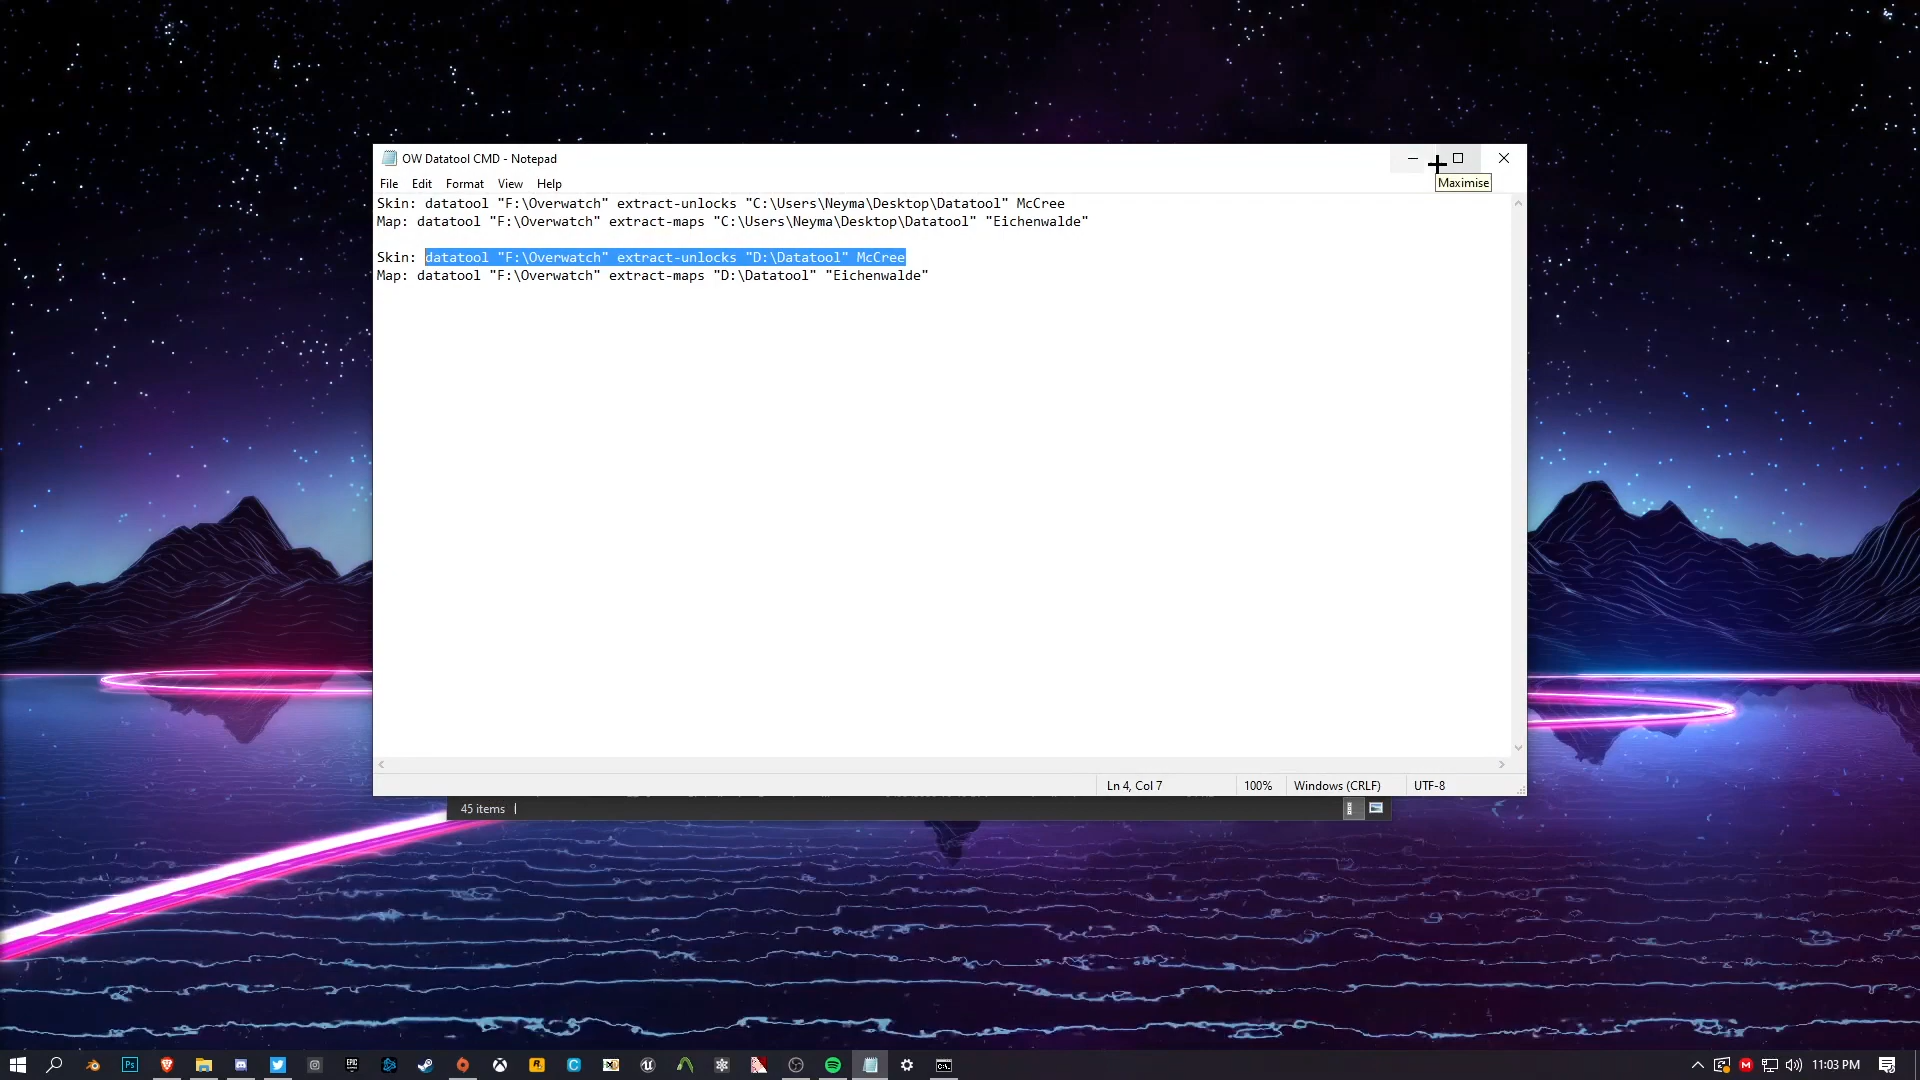 OW Datatool CMD - Notepad
Maximise
File Edit Format View Help
Skin: datatool "F:\Overwatch" extract-unlocks "C:\Users\Neyma\Desktop\Datatool" McCree
Map: datatool "F:\Overwatch" extract-maps "C:\Users\Neyma\Desktop\Datatool" "Eichenwalde"
Skin: datatool "F:\Overwatch" extract-unlocks "D:\Datatool" McCree
Map: datatool "F:\Overwatch" extract-maps "D:\Datatool" "Eichenwalde"
Ln 4, Col 7 100% Windows (CRLF) UTF-8
45 items
11:03 PM